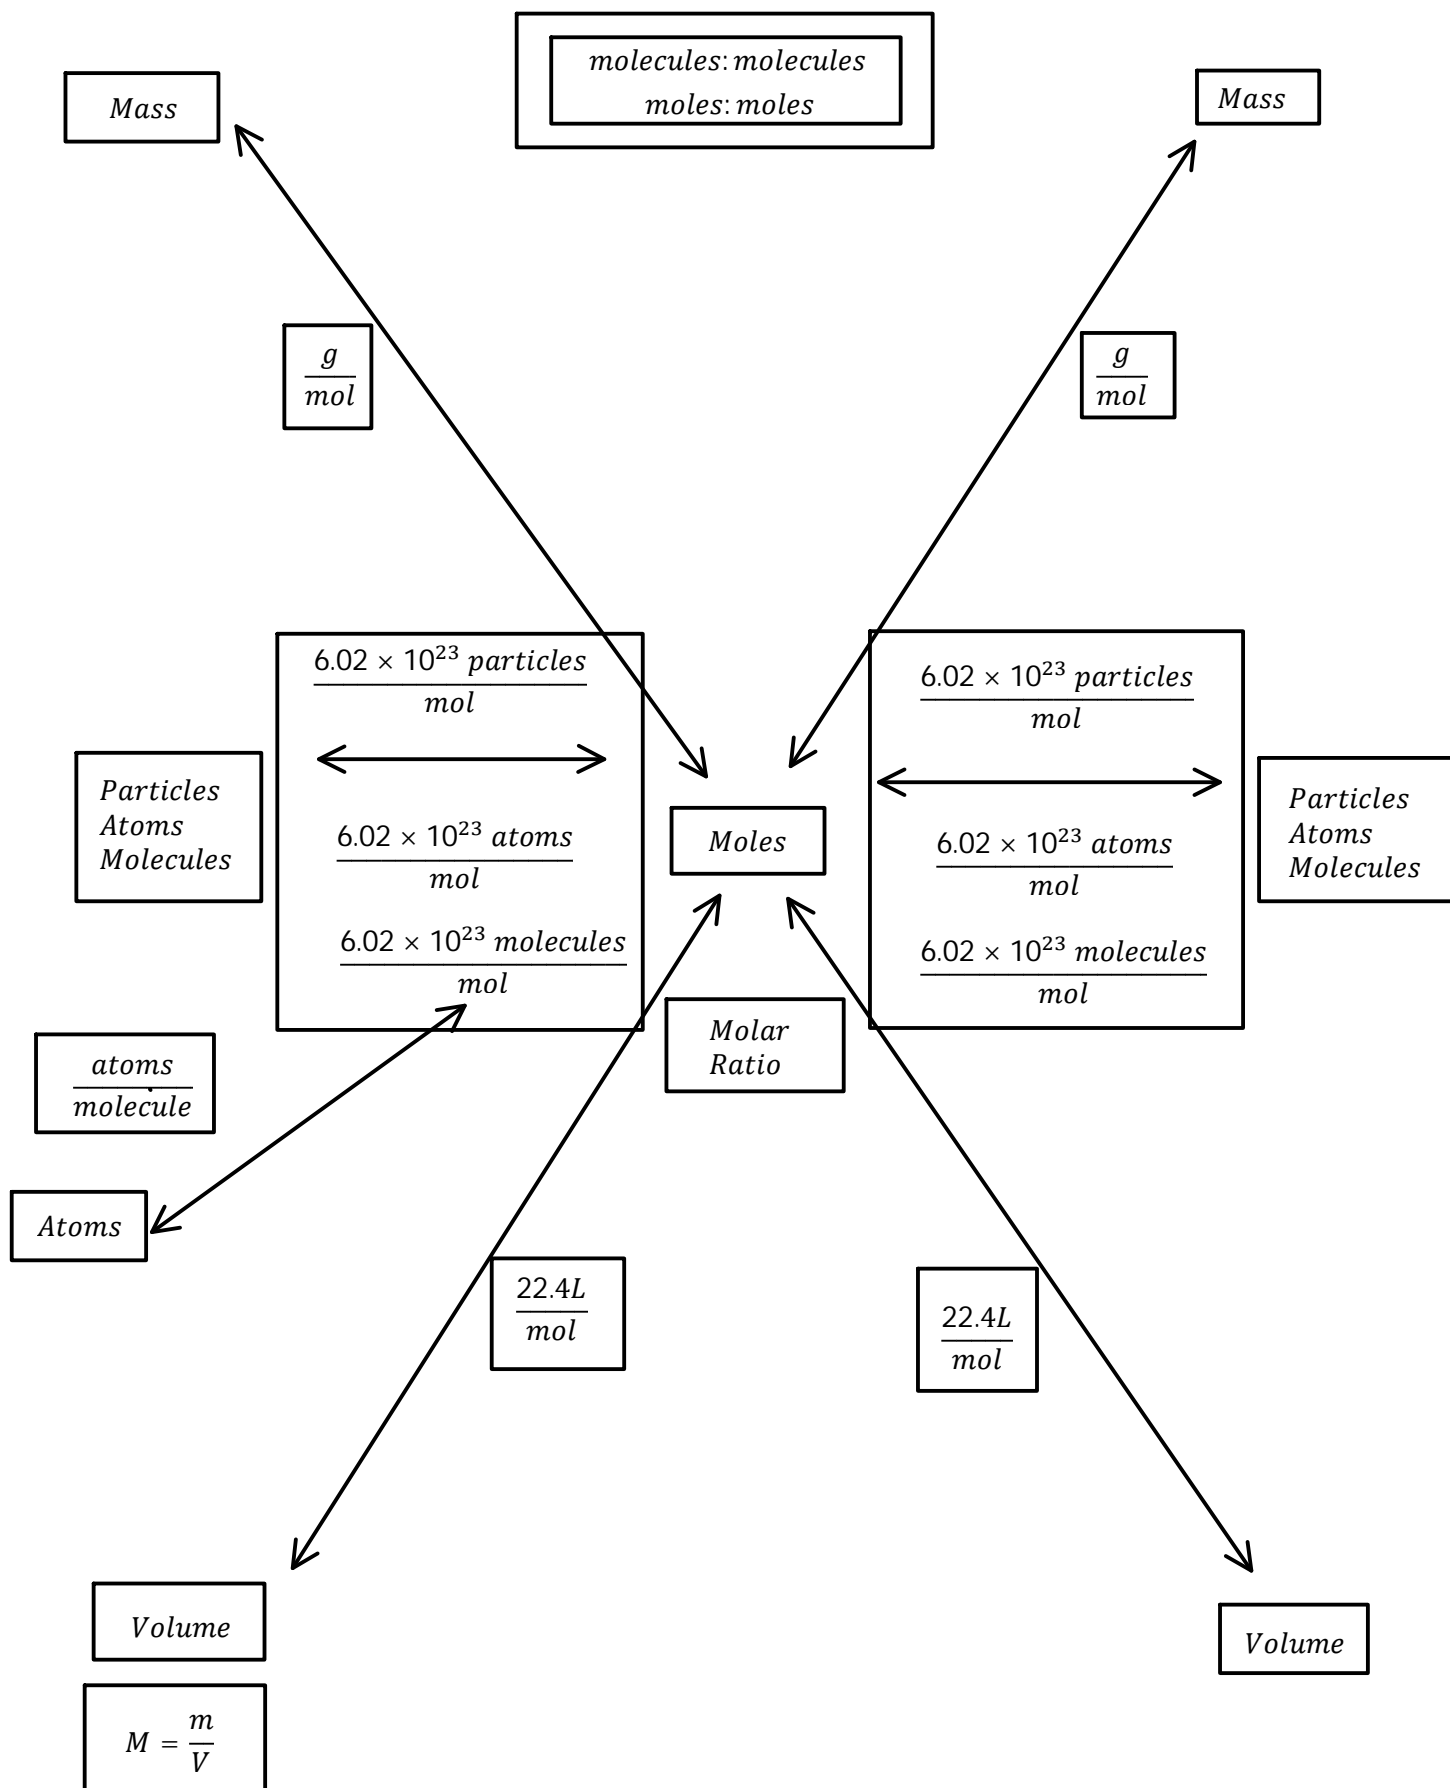 molecules: molecules
moles: moles
Mass
Mass
g
mol
g
mol
6.02 × 10²³ particles
mol
6.02 × 10²³ particles
mol
Particles
Atoms
Molecules
6.02 × 10²³ atoms
mol
Moles
6.02 × 10²³ atoms
mol
Particles
Atoms
Molecules
6.02 × 10²³ molecules
mol
6.02 × 10²³ molecules
mol
Molar
Ratio
atoms
molecule
Atoms
22.4L
mol
22.4L
mol
Volume
Volume
M = m
V